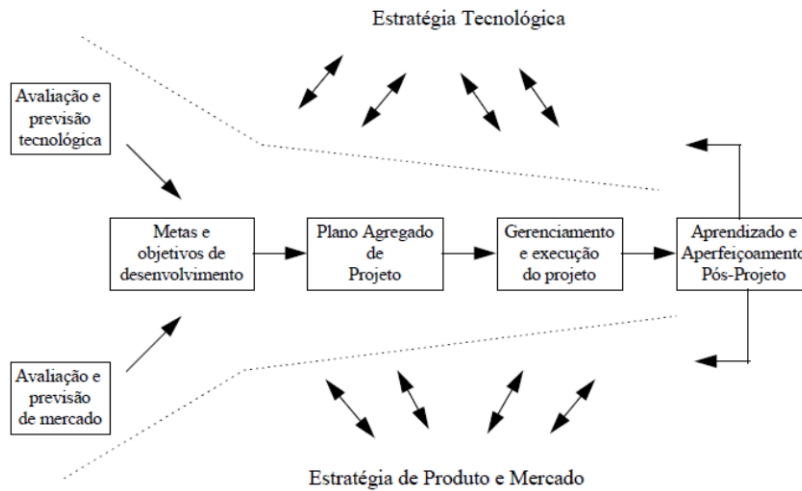 Estratégia Tecnológica
Avaliação e
previsão
tecnológica
Metas e
objetivos de
desenvolvimento
Plano Agregado
de
Projeto
Gerenciamento
e execução
do projeto
Aprendizado e
Aperfeiçoamento
Pós-Projeto
Avaliação e
previsão
de mercado
Estratégia de Produto e Mercado